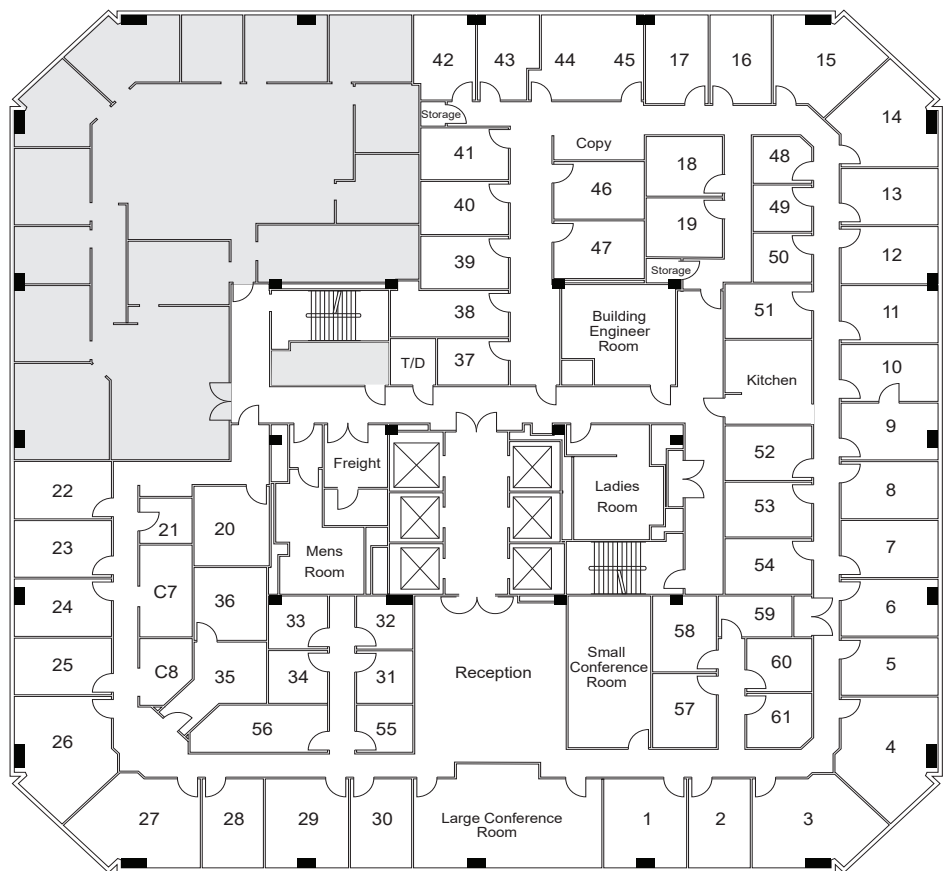 42 43 44 45 17 16 15
Storage
14
Copy
41 18 48
46
13
40 19 49
47
39 50 12
Storage
38 51 11
Building
Engineer
Room
T/D 37
10
Kitchen
9
52
Freight
22 8
Ladies
Room
21 20 53
23 7
Mens
Room
54
C7 36
24 6
33 32 59
58
25 C8 35 34 31 Reception
Small
Conference
Room
60 5
56 55 57 61
26 4
27 28 29 30
Large Conference
Room
1 2 3